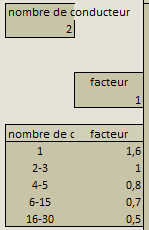 nombre de conducteur
2
facteur
1
nombre de c facteur
1 1,6
2-3 1
4-5 0,8
6-15 0,7
16-30 0,5